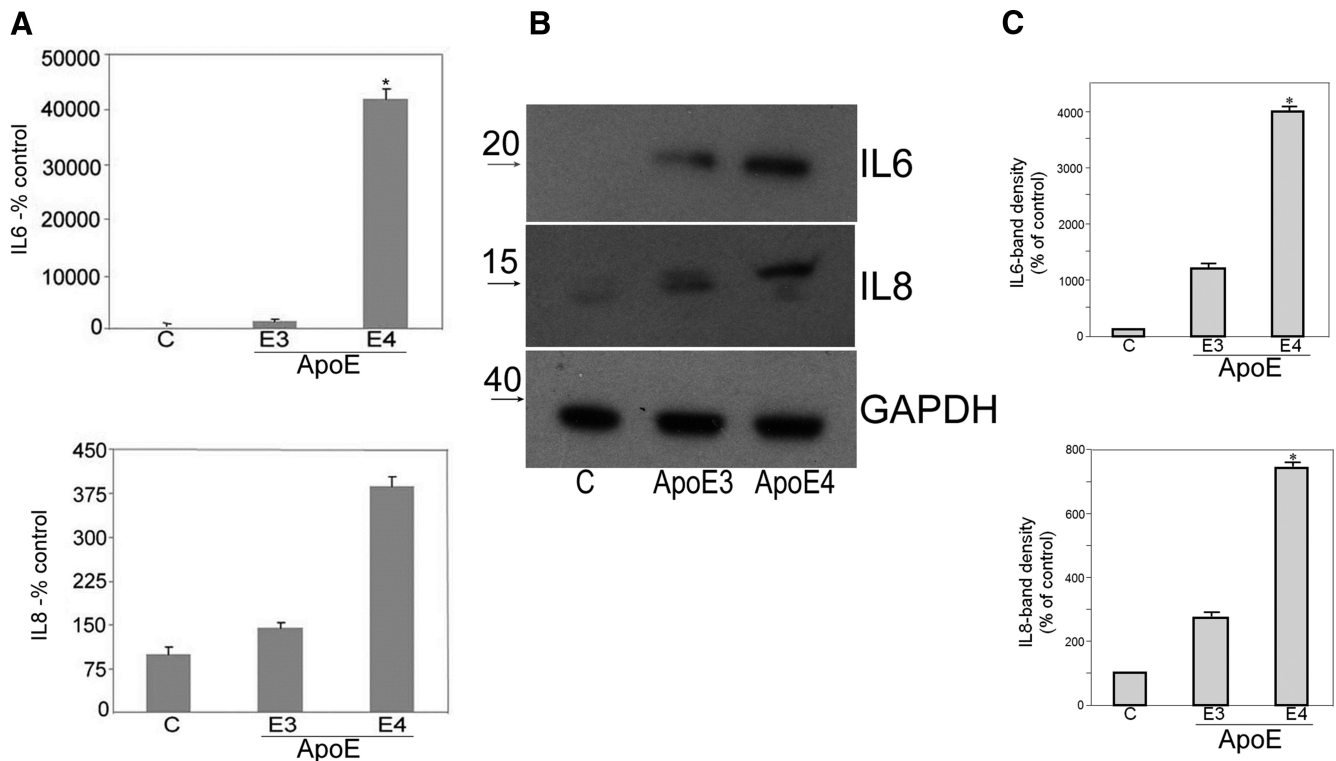 A
50000
40000
30000
20000
10000
0
IL6 -% control
*
C E3 E4
ApoE
450
375
300
225
150
75
0
IL8 -% control
C E3 E4
ApoE
B
20
IL6
15
IL8
40
GAPDH
C ApoE3 ApoE4
C
4000
3000
2000
1000
0
IL6-band density
(% of control)
*
C E3 E4
ApoE
800
600
400
200
0
IL8-band density
(% of control)
*
C E3 E4
ApoE